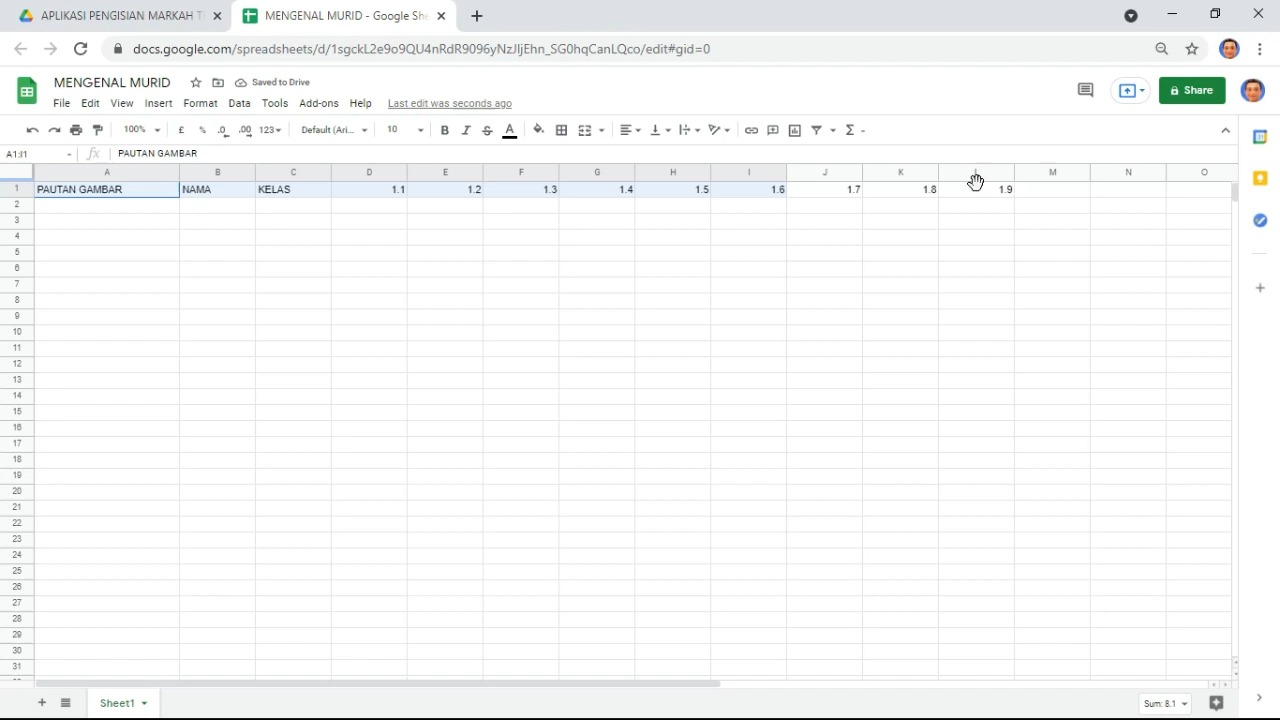 APLIKASI PENGISIAN MARKAH T
MENGENAL MURID - Google She
docs.google.com/spreadsheets/d/1sgckL2e9o9QU4nRdR9096yNzJljEhn_SG0hqCanLQco/edit#gid=0
MENGENAL MURID
Saved to Drive
File Edit View Insert Format Data Tools Add-ons Help Last edit was seconds ago
Share
100% £ % .0 .00 123 Default (Ari... 10 B I S A Σ
A1:I1 fx PAUTAN GAMBAR
A B C D E F G H I J K M N O
1 PAUTAN GAMBAR NAMA KELAS 1.1 1.2 1.3 1.4 1.5 1.6 1.7 1.8 1.9
2
3
4
5
6
7
8
9
10
11
12
13
14
15
16
17
18
19
20
21
22
23
24
25
26
27
28
29
30
31
Sheet1
Sum: 8.1